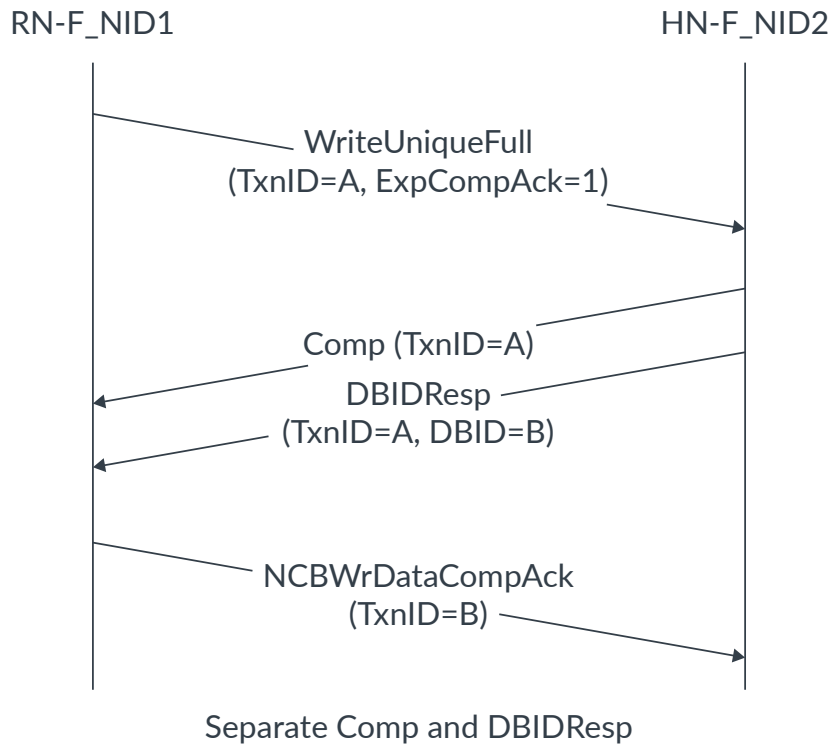 RN-F_NID1
HN-F_NID2
WriteUniqueFull
(TxnID=A, ExpCompAck=1)
Comp (TxnID=A)
DBIDResp
(TxnID=A, DBID=B)
NCBWrDataCompAck
(TxnID=B)
Separate Comp and DBIDResp